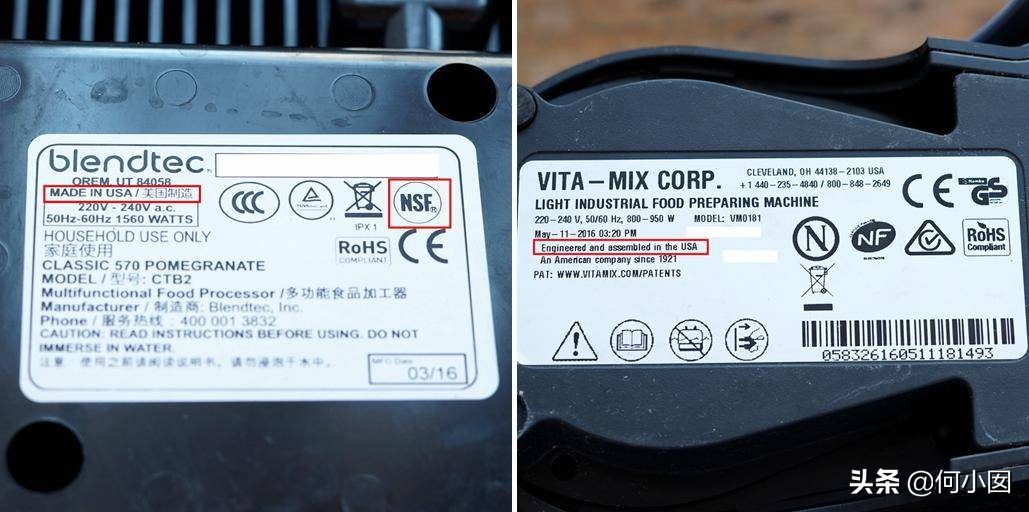 blendtec
OREM, UT 84058
MADE IN USA / 美国制造
220V - 240V a.c.
50Hz-60Hz 1560 WATTS
HOUSEHOLD USE ONLY
家庭使用
CLASSIC 570 POMEGRANATE
MODEL / 型号: CTB2
Multifunctional Food Processor /多功能食品加工器
Manufacturer / 制造商: Blendtec, Inc.
Phone / 服务热线: 400 001 3832
CAUTION: READ INSTRUCTIONS BEFORE USING. DO NOT
IMMERSE IN WATER.
注意: 使用之前请阅读说明书, 请勿浸泡于水中。
CCC
IPX 1
NSF®
RoHS
COMPLIANT
CE
MFG Date
03/16
VITA-MIX CORP.
CLEVELAND, OH 44138-2103 USA
+1 440-235-4840 / 800-848-2649
LIGHT INDUSTRIAL FOOD PREPARING MACHINE
220-240 V, 50/60 Hz, 800-950 W MODEL: VM0181
May-11-2016 03:20 PM
Engineered and assembled in the USA
An American company since 1921
PAT: WWW.VITAMIX.COM/PATENTS
CE
GS
N
NF
RoHS
Compliant
058326160511181493
头条 @何小囡